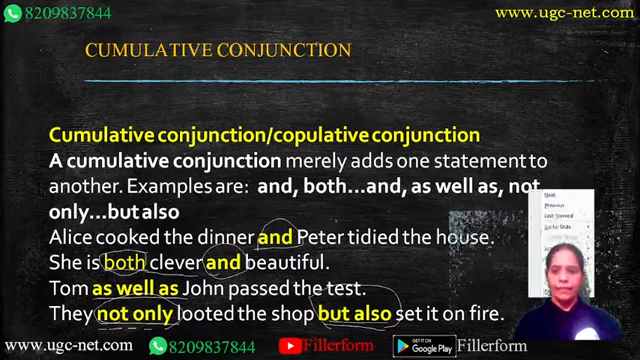 8209837844
www.ugc-net.com
CUMULATIVE CONJUNCTION
Cumulative conjunction/copulative conjunction
A cumulative conjunction merely adds one statement to
another. Examples are: and, both...and, as well as, not
only...but also
Alice cooked the dinner and Peter tidied the house.
She is both clever and beautiful.
Tom as well as John passed the test.
They not only looted the shop but also set it on fire.
Next
Previous
Last Viewed
Go to Slide
www.ugc-net.com
8209837844
Fillerform
GET IT ON
Google Play
Fillerform